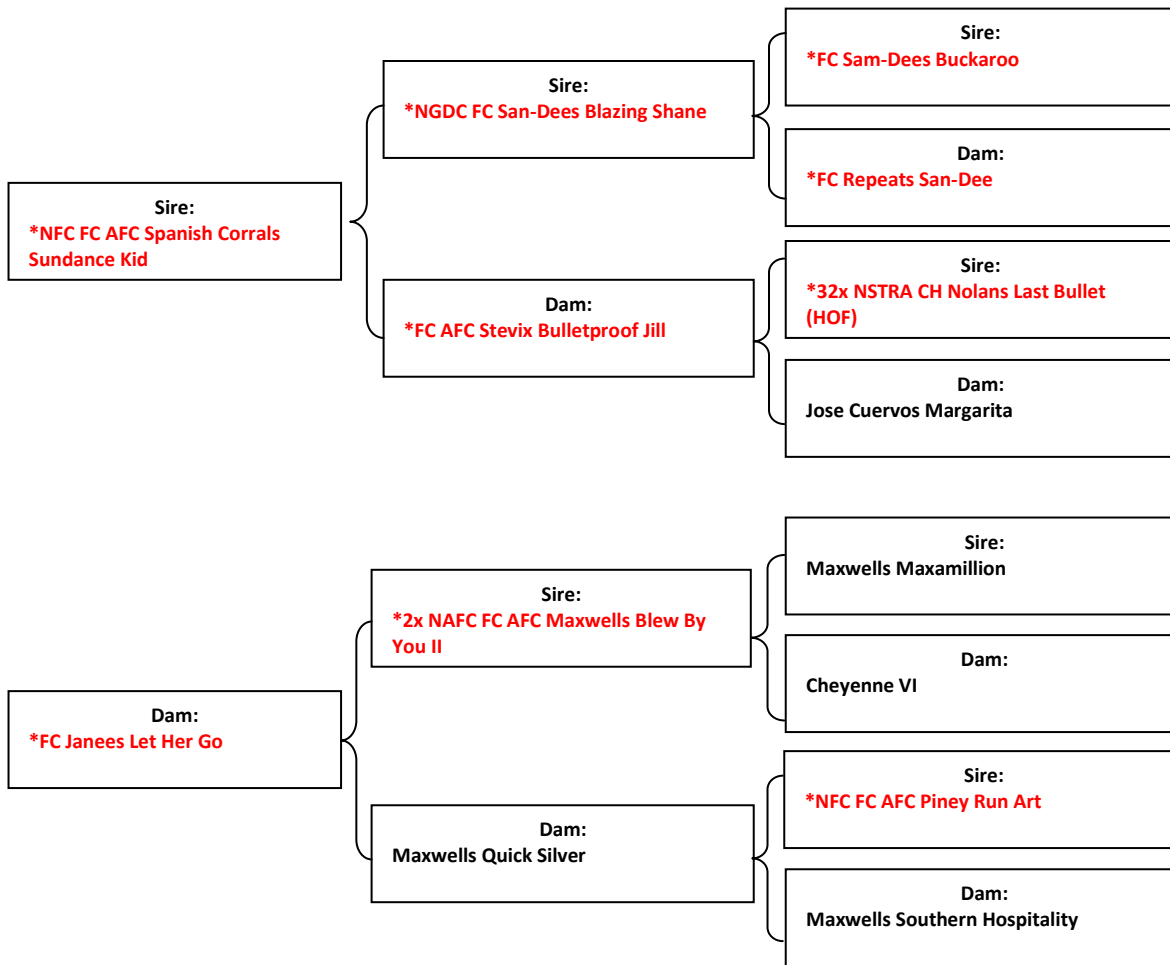 Sire:
*FC Sam-Dees Buckaroo
Sire:
*NGDC FC San-Dees Blazing Shane
Dam:
*FC Repeats San-Dee
Sire:
*NFC FC AFC Spanish Corrals
Sundance Kid
Sire:
*32x NSTRA CH Nolans Last Bullet
(HOF)
Dam:
*FC AFC Stevix Bulletproof Jill
Dam:
Jose Cuervos Margarita
Sire:
Maxwells Maxamillion
Sire:
*2x NAFC FC AFC Maxwells Blew By
You II
Dam:
Cheyenne VI
Dam:
*FC Janees Let Her Go
Sire:
*NFC FC AFC Piney Run Art
Dam:
Maxwells Quick Silver
Dam:
Maxwells Southern Hospitality